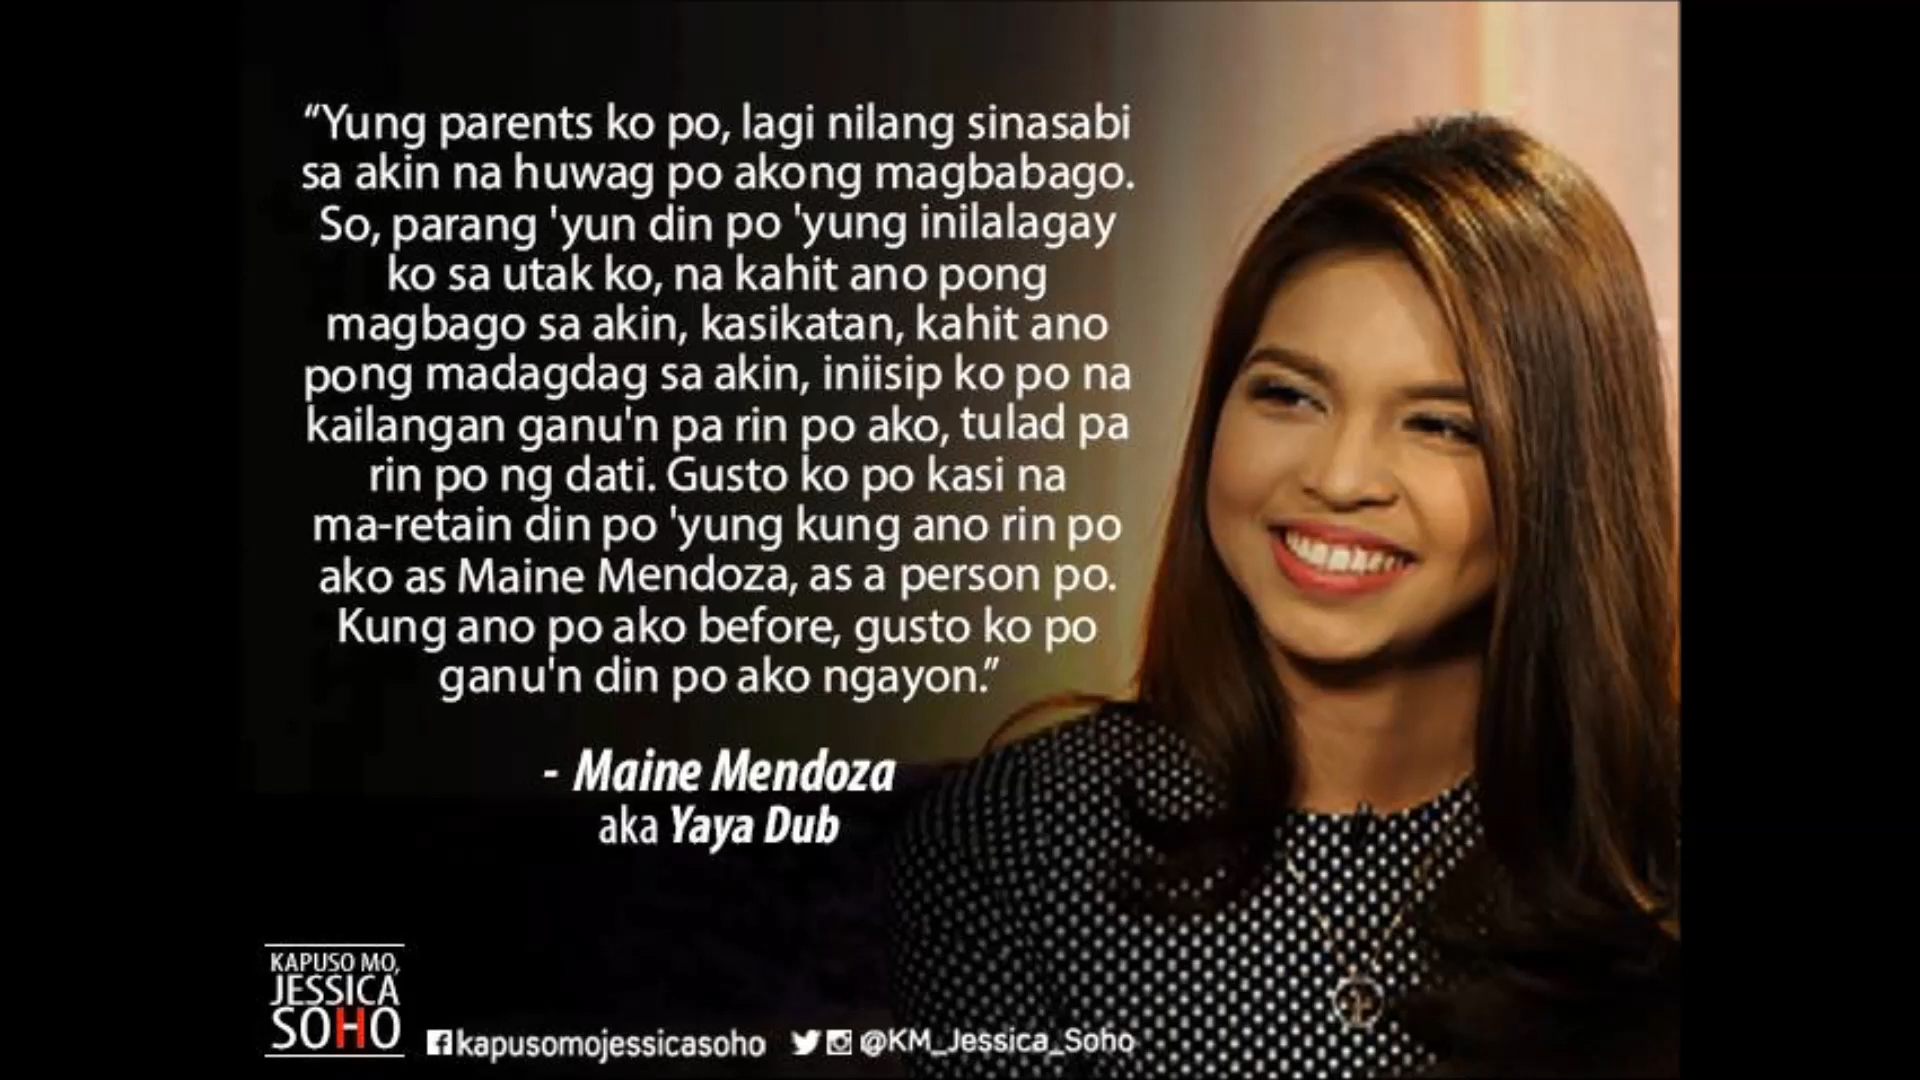 “Yung parents ko po, lagi nilang sinasabi
sa akin na huwag po akong magbabago.
So, parang 'yun din po 'yung inilalagay
ko sa utak ko, na kahit ano pong
magbago sa akin, kasikatan, kahit ano
pong madagdag sa akin, iniisip ko po na
kailangan ganu'n pa rin po ako, tulad pa
rin po ng dati. Gusto ko po kasi na
ma-retain din po 'yung kung ano rin po
ako as Maine Mendoza, as a person po.
Kung ano po ako before, gusto ko po
ganu'n din po ako ngayon.”
- Maine Mendoza
aka Yaya Dub
KAPUSO MO,
JESSICA
SOHO
kapusomojessicasoho @KM_Jessica_Soho